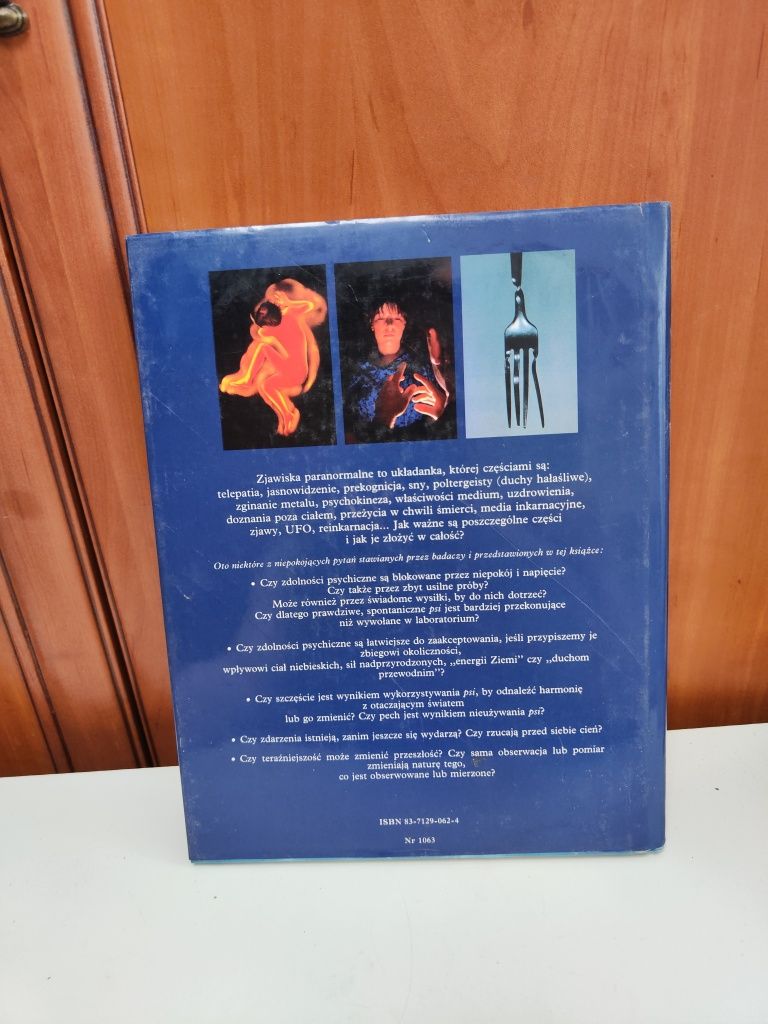 Zjawiska paranormalne to układanka, której częściami są:
telepatia, jasnowidzenie, prekognicja, sny, poltergeisty (duchy hałaśliwe),
zginanie metalu, psychokineza, właściwości medium, uzdrowienia,
doznania poza ciałem, przeżycia w chwili śmierci, media inkarnacyjne,
zjawy, UFO, reinkarnacja... Jak ważne są poszczególne części
i jak je złożyć w całość?
Oto niektóre z niepokojących pytań stawianych przez badaczy i przedstawionych w tej książce:
• Czy zdolności psychiczne są blokowane przez niepokój i napięcie?
Czy także przez zbyt usilne próby?
Może również przez świadome wysiłki, by do nich dotrzeć?
Czy dlatego prawdziwe, spontaniczne psi jest bardziej przekonujące
niż wywołane w laboratorium?
• Czy zdolności psychiczne są łatwiejsze do zaakceptowania, jeśli przypiszemy je
zbiegowi okoliczności,
wpływowi ciał niebieskich, sił nadprzyrodzonych, „energii Ziemi” czy „duchom
przewodnim”?
• Czy szczęście jest wynikiem wykorzystywania psi, by odnaleźć harmonię
z otaczającym światem
lub go zmienić? Czy pech jest wynikiem nieużywania psi?
• Czy zdarzenia istnieją, zanim jeszcze się wydarzą? Czy rzucają przed siebie cień?
• Czy teraźniejszość może zmienić przeszłość? Czy sama obserwacja lub pomiar
zmieniają naturę tego,
co jest obserwowane lub mierzone?
ISBN 83-7129-062-4
Nr 1063